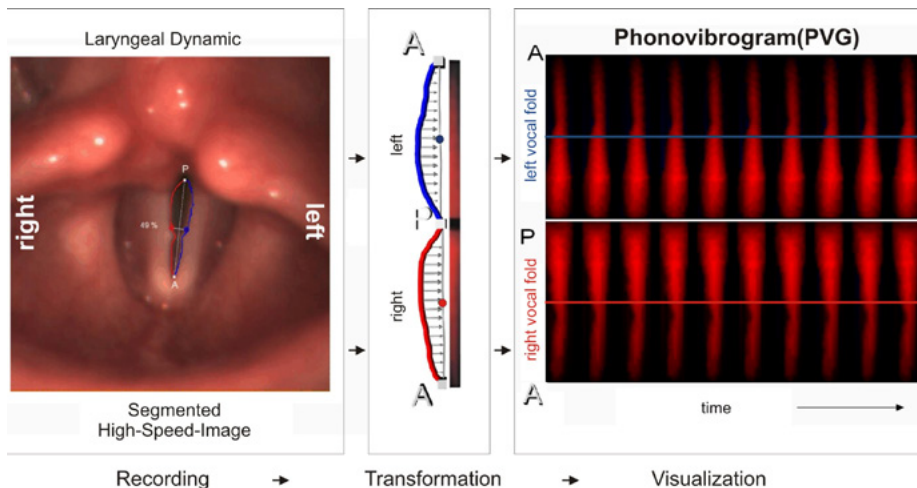 Laryngeal Dynamic
right
left
P
49 %
A
Segmented
High-Speed-Image
A
left
P
right
A
Phonovibrogram(PVG)
A
left vocal fold
P
right vocal fold
A
time
Recording
Transformation
Visualization